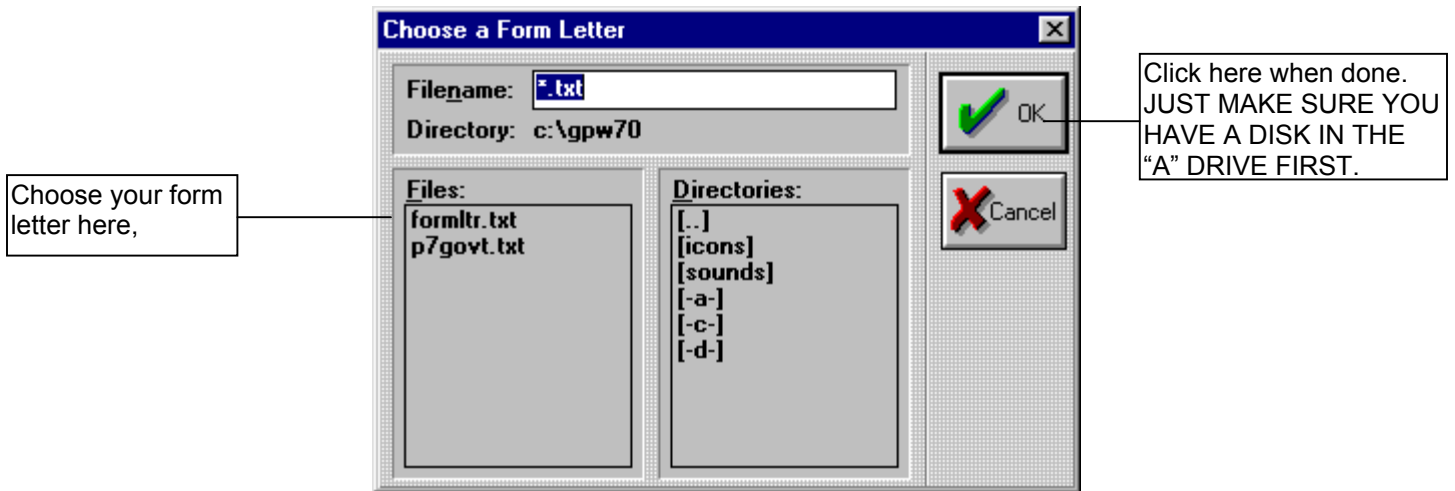 Choose a Form Letter
Filename: *.txt
Directory: c:\gpw70
OK
Click here when done.
JUST MAKE SURE YOU
HAVE A DISK IN THE
“A” DRIVE FIRST.
Choose your form
letter here,
Files:
formltr.txt
p7govt.txt
Directories:
[..]
[icons]
[sounds]
[-a-]
[-c-]
[-d-]
Cancel